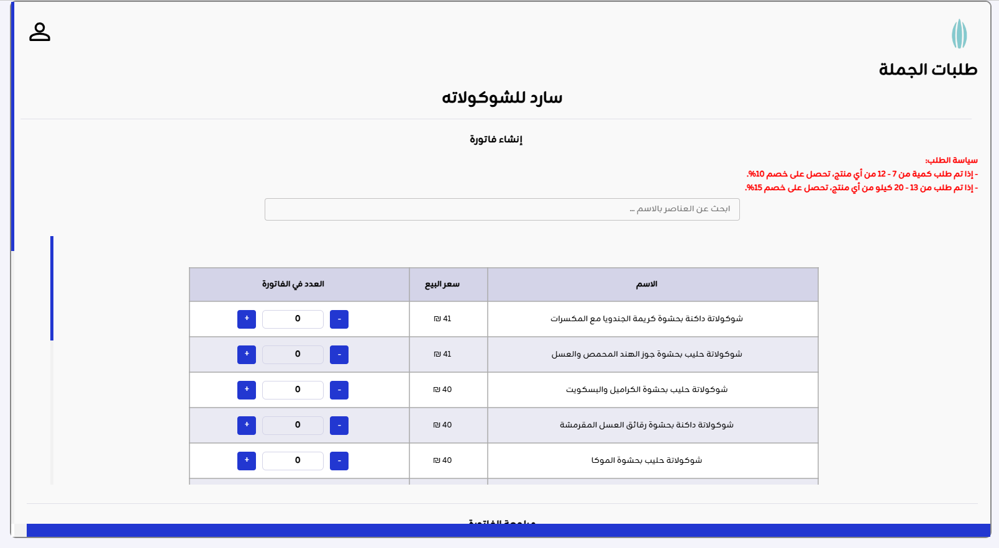 طلبات الجملة
سارد للشوكولاته
إنشاء فاتورة
سياسة الطلب:
- إذا تم طلب كمية من 7 - 12 من أي منتج، تحصل على خصم 10%.
- إذا تم طلب من 13 - 20 كيلو من أي منتج، تحصل على خصم 15%.
ابحث عن العناصر بالاسم ...
الاسم سعر البيع العدد في الفاتورة
شوكولاتة داكنة بحشوة كريمة الجندويا مع المكسرات 41 ₪ - 0 +
شوكولاتة حليب بحشوة جوز الهند المحمص والعسل 41 ₪ - 0 +
شوكولاتة حليب بحشوة الكراميل والبسكويت 40 ₪ - 0 +
شوكولاتة داكنة بحشوة رقائق العسل المقرمشة 40 ₪ - 0 +
شوكولاتة حليب بحشوة الموكا 40 ₪ - 0 +
مراجعة الفاتورة